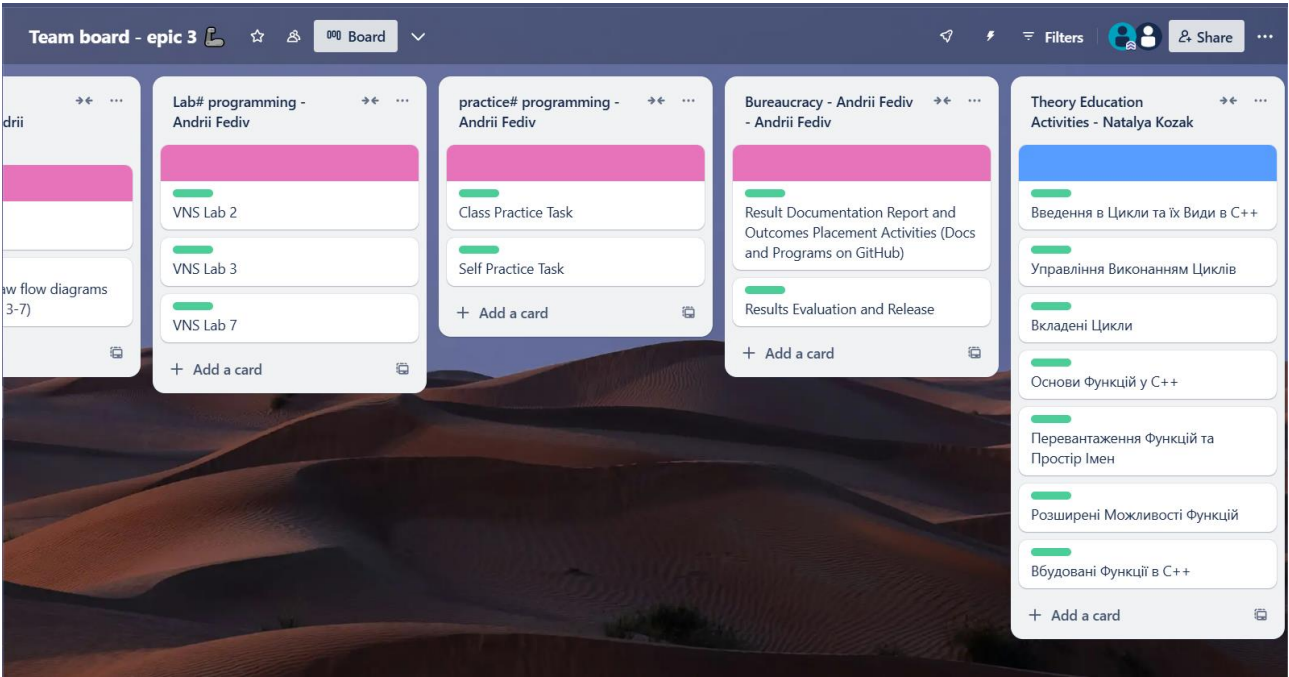 Team board - epic 3
Board
Filters
Share
drii
aw flow diagrams
3-7)
Lab# programming -
Andrii Fediv
VNS Lab 2
VNS Lab 3
VNS Lab 7
+ Add a card
practice# programming -
Andrii Fediv
Class Practice Task
Self Practice Task
+ Add a card
Bureaucracy - Andrii Fediv
- Andrii Fediv
Result Documentation Report and
Outcomes Placement Activities (Docs
and Programs on GitHub)
Results Evaluation and Release
+ Add a card
Theory Education
Activities - Natalya Kozak
Введення в Цикли та їх Види в C++
Управління Виконанням Циклів
Вкладені Цикли
Основи Функцій у C++
Перевантаження Функцій та
Простір Імен
Розширені Можливості Функцій
Вбудовані Функції в C++
+ Add a card